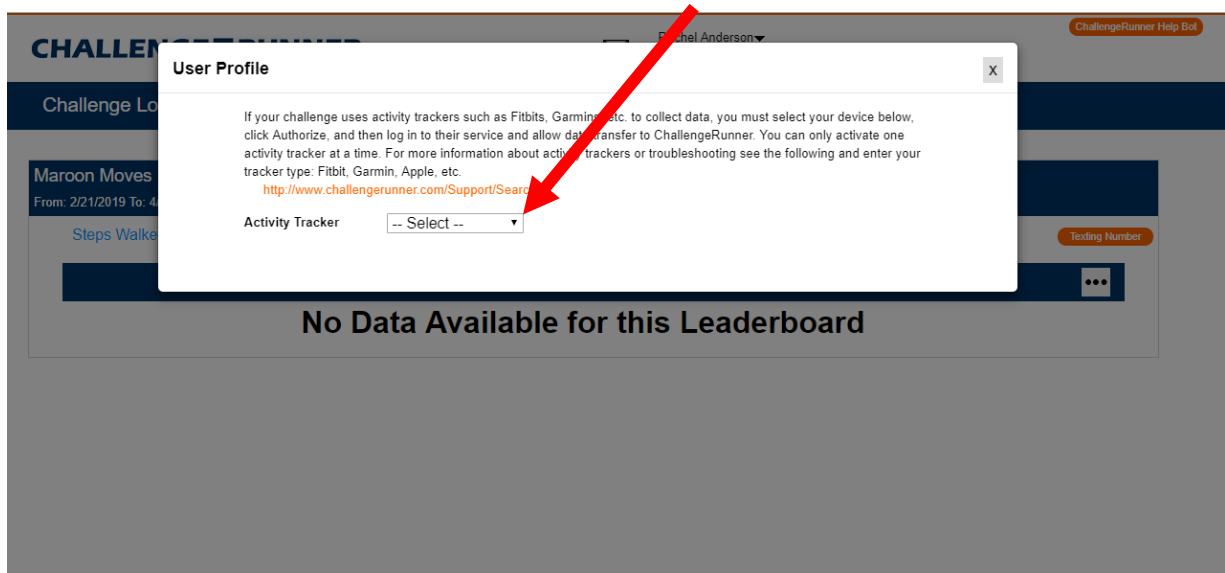 ChallengeRunner Help Bot
Anderson
User Profile
X
Challenge
If your challenge uses activity trackers such as Fitbits, Garmins, etc. to collect data, you must select your device below,
click Authorize, and then log in to their service and allow data transfer to ChallengeRunner. You can only activate one
activity tracker at a time. For more information about activity trackers or troubleshooting see the following and enter your
tracker type: Fitbit, Garmin, Apple, etc.
http://www.challengerunner.com/Support/Searc
Activity Tracker
-- Select --
Maroon Moves
From: 2/21/2019 To: 4/
Steps Walke
Texting Number
No Data Available for this Leaderboard